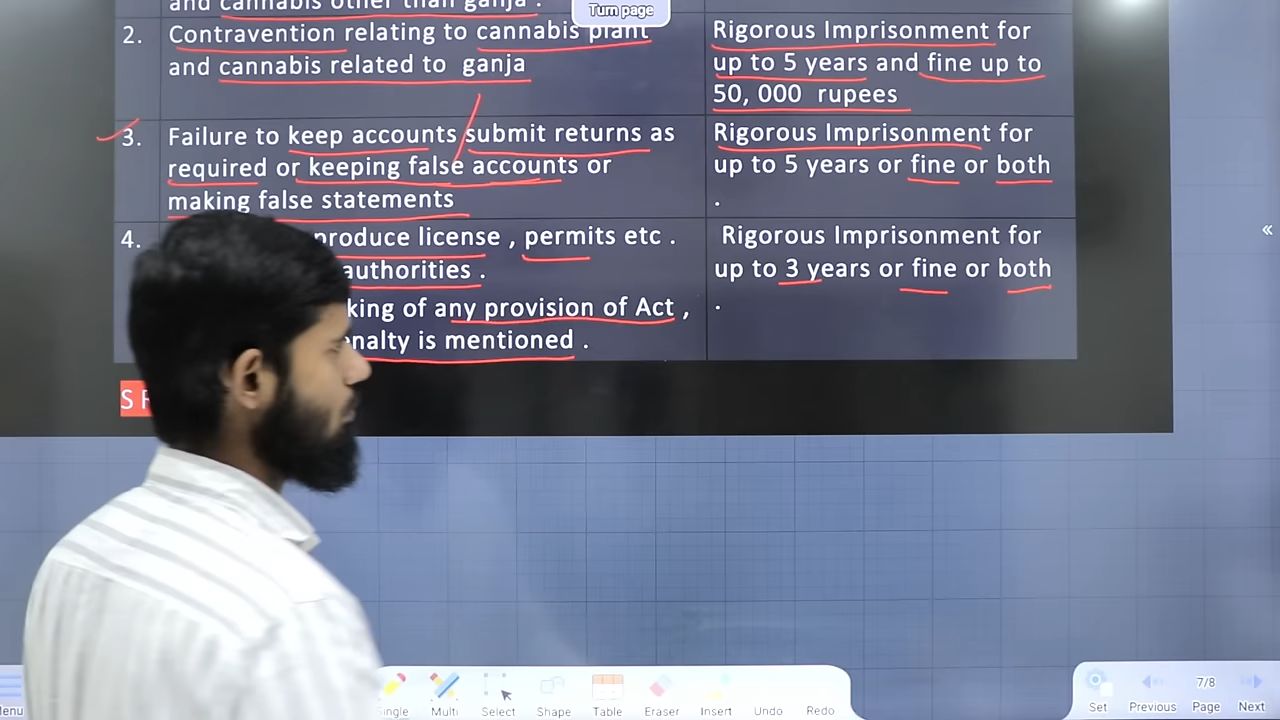 and cannabis other than ganja .
Turn page
2. Contravention relating to cannabis plant
and cannabis related to ganja
Rigorous Imprisonment for
up to 5 years and fine up to
50, 000 rupees
3. Failure to keep accounts submit returns as
required or keeping false accounts or
making false statements
Rigorous Imprisonment for
up to 5 years or fine or both
.
4. produce license , permits etc .
authorities .
king of any provision of Act ,
nalty is mentioned .
Rigorous Imprisonment for
up to 3 years or fine or both
.
S
«
enu
ngle Multi Select Shape Table Eraser Insert Undo Redo
7/8
Set Previous Page Next